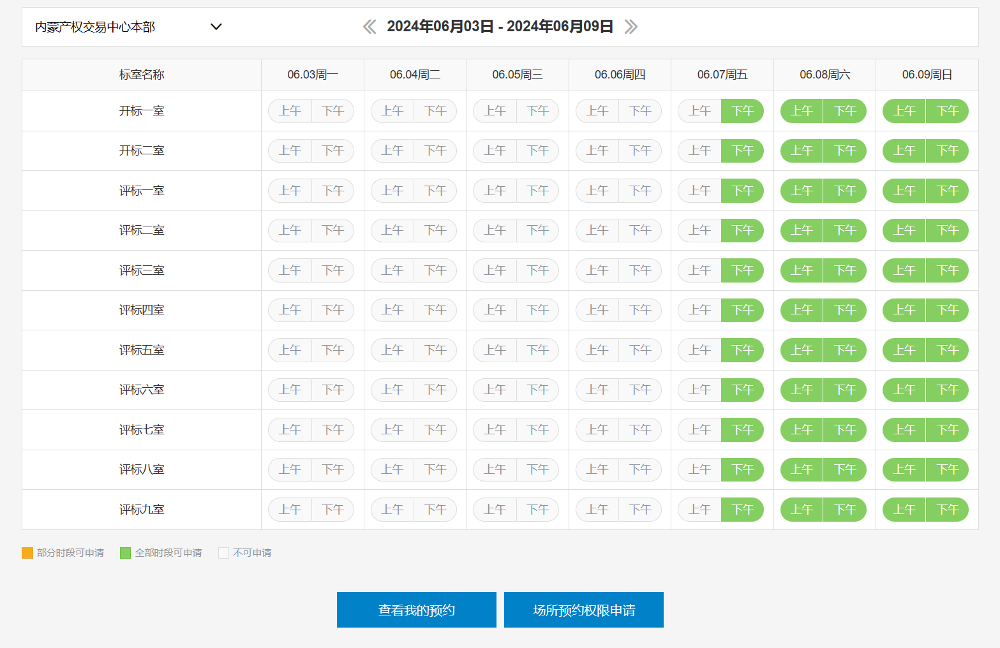 内蒙产权交易中心本部 2024年06月03日 - 2024年06月09日
标室名称 06.03周一 06.04周二 06.05周三 06.06周四 06.07周五 06.08周六 06.09周日
开标一室 上午 下午 上午 下午 上午 下午 上午 下午 上午 下午 上午 下午 上午 下午
开标二室 上午 下午 上午 下午 上午 下午 上午 下午 上午 下午 上午 下午 上午 下午
评标一室 上午 下午 上午 下午 上午 下午 上午 下午 上午 下午 上午 下午 上午 下午
评标二室 上午 下午 上午 下午 上午 下午 上午 下午 上午 下午 上午 下午 上午 下午
评标三室 上午 下午 上午 下午 上午 下午 上午 下午 上午 下午 上午 下午 上午 下午
评标四室 上午 下午 上午 下午 上午 下午 上午 下午 上午 下午 上午 下午 上午 下午
评标五室 上午 下午 上午 下午 上午 下午 上午 下午 上午 下午 上午 下午 上午 下午
评标六室 上午 下午 上午 下午 上午 下午 上午 下午 上午 下午 上午 下午 上午 下午
评标七室 上午 下午 上午 下午 上午 下午 上午 下午 上午 下午 上午 下午 上午 下午
评标八室 上午 下午 上午 下午 上午 下午 上午 下午 上午 下午 上午 下午 上午 下午
评标九室 上午 下午 上午 下午 上午 下午 上午 下午 上午 下午 上午 下午 上午 下午
部分时段可申请 全部时段可申请 不可申请
查看我的预约 场所预约权限申请